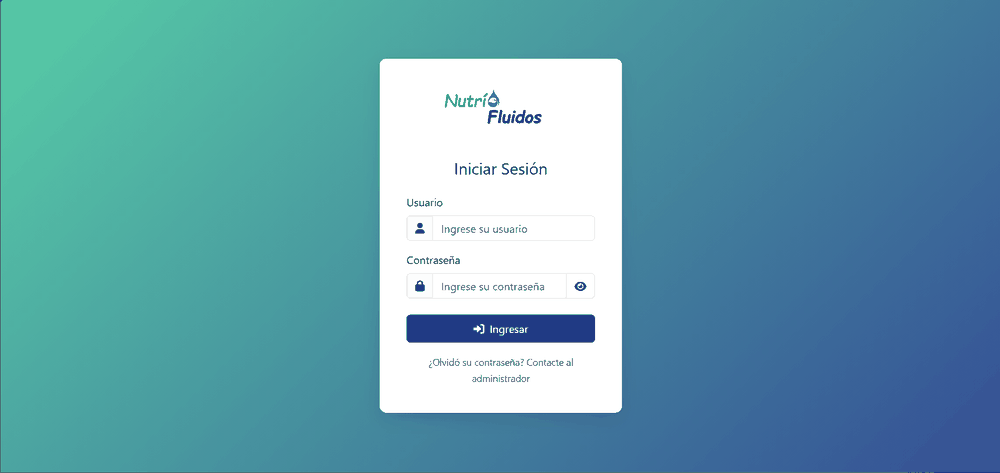 Nutrí
Fluidos
Iniciar Sesión
Usuario
Ingrese su usuario
Contraseña
Ingrese su contraseña
Ingresar
¿Olvidó su contraseña? Contacte al
administrador